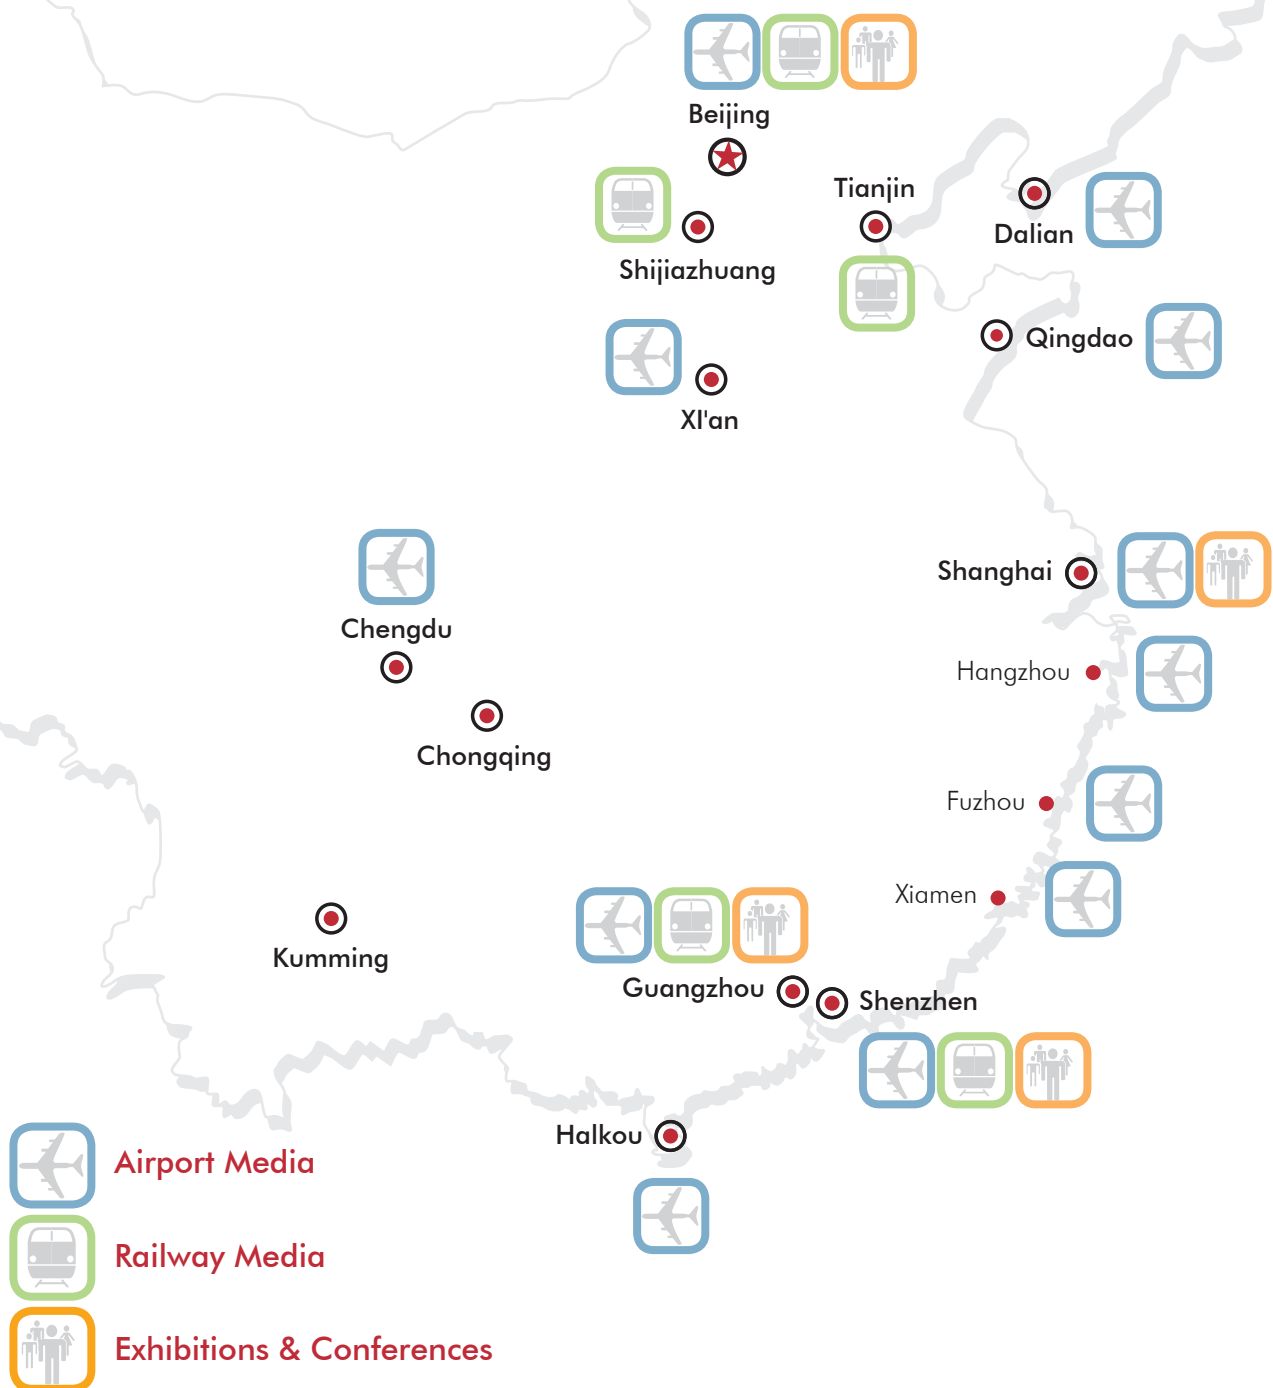 Beijing
Tianjin
Dalian
Shijiazhuang
Qingdao
XI'an
Shanghai
Chengdu
Hangzhou
Chongqing
Fuzhou
Xiamen
Kumming
Guangzhou
Shenzhen
Halkou
Airport Media
Railway Media
Exhibitions & Conferences